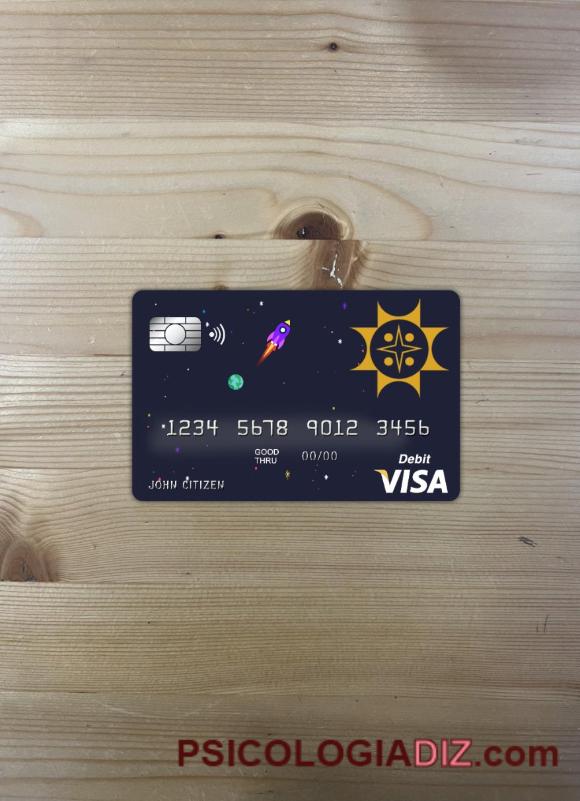 1234 5678 9012 3456
GOOD
THRU
00/00
Debit
JOHN CITIZEN
VISA
PSICOLOGIADIZ.com